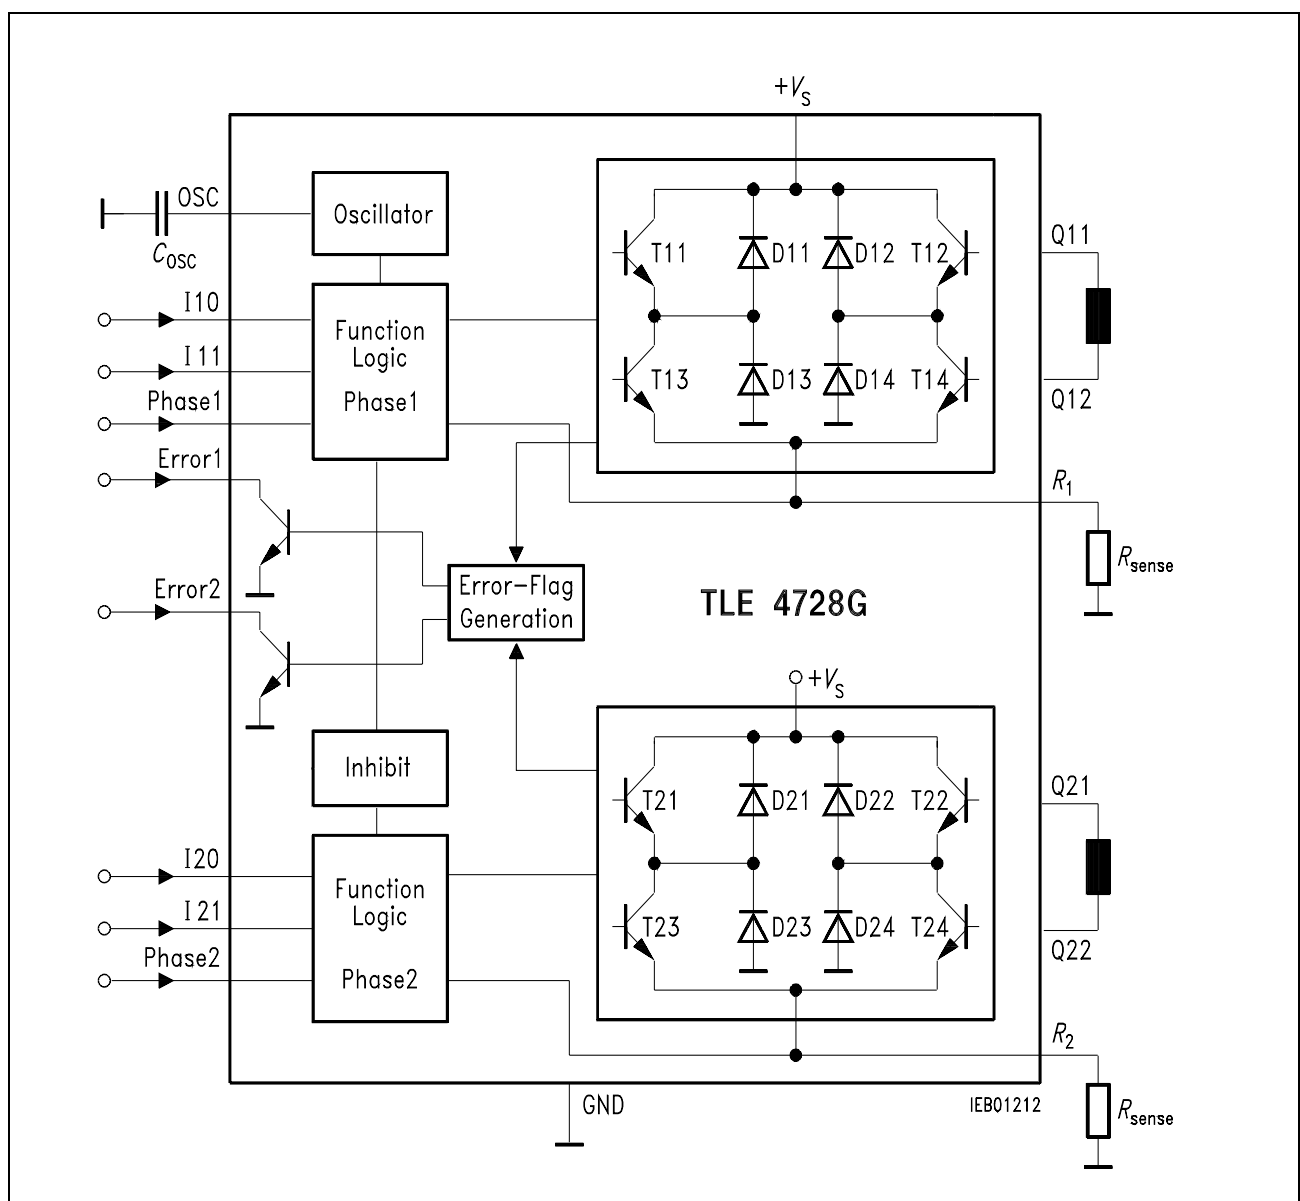 +VS
OSC
COSC
Oscillator
I10
I11
Phase1
Function
Logic
Phase1
T11
D11
D12
T12
T13
D13
D14
T14
Q11
Q12
Error1
Error2
Error-Flag
Generation
R1
Rsense
TLE 4728G
+VS
Inhibit
I20
I21
Phase2
Function
Logic
Phase2
T21
D21
D22
T22
T23
D23
D24
T24
Q21
Q22
R2
Rsense
GND
IEB01212